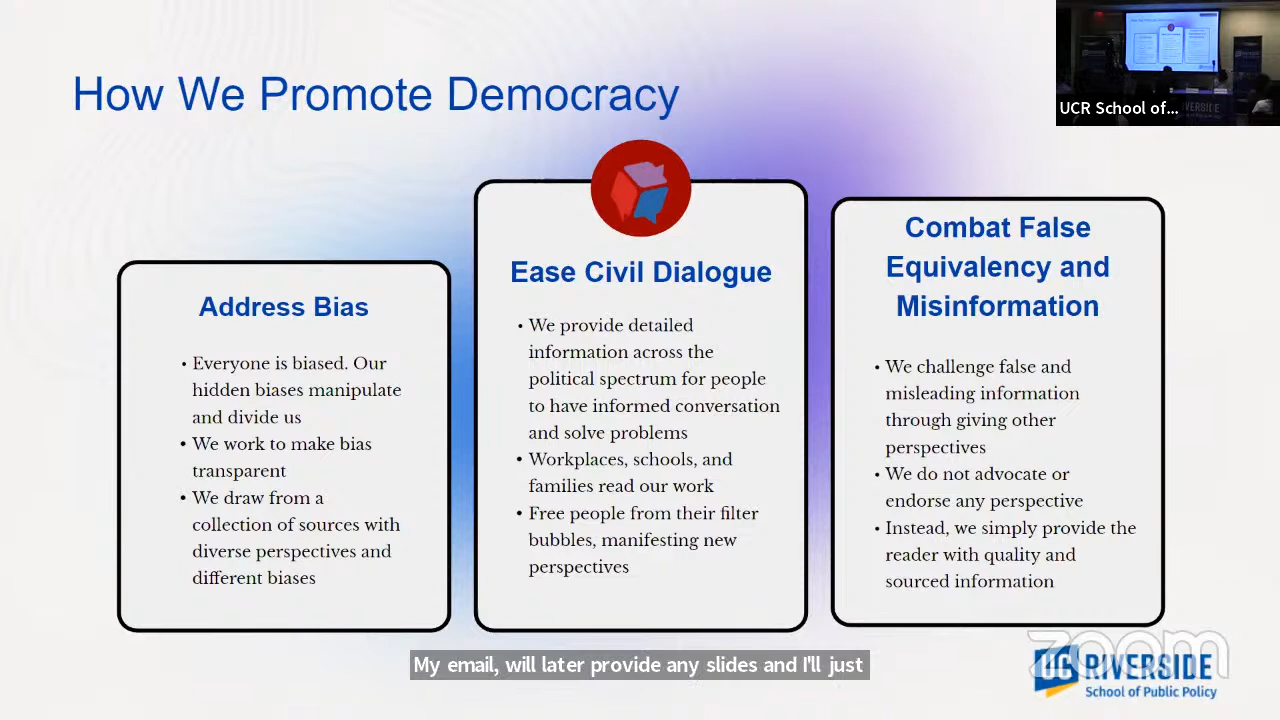 How We Promote Democracy
UCR School of...
Address Bias
• Everyone is biased. Our
hidden biases manipulate
and divide us
• We work to make bias
transparent
• We draw from a
collection of sources with
diverse perspectives and
different biases
Ease Civil Dialogue
• We provide detailed
information across the
political spectrum for people
to have informed conversation
and solve problems
• Workplaces, schools, and
families read our work
• Free people from their filter
bubbles, manifesting new
perspectives
Combat False
Equivalency and
Misinformation
• We challenge false and
misleading information
through giving other
perspectives
• We do not advocate or
endorse any perspective
• Instead, we simply provide the
reader with quality and
sourced information
My email, will later provide any slides and I'll just
zoom
UC RIVERSIDE
School of Public Policy